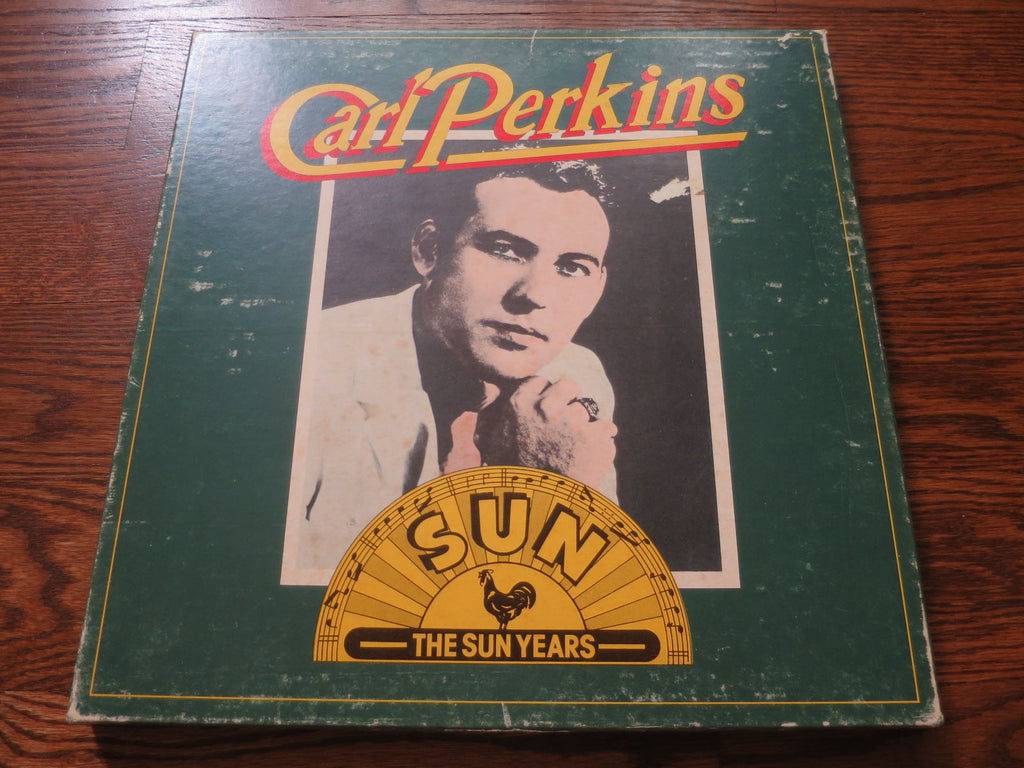 Carl Perkins
SUN
THE SUN YEARS